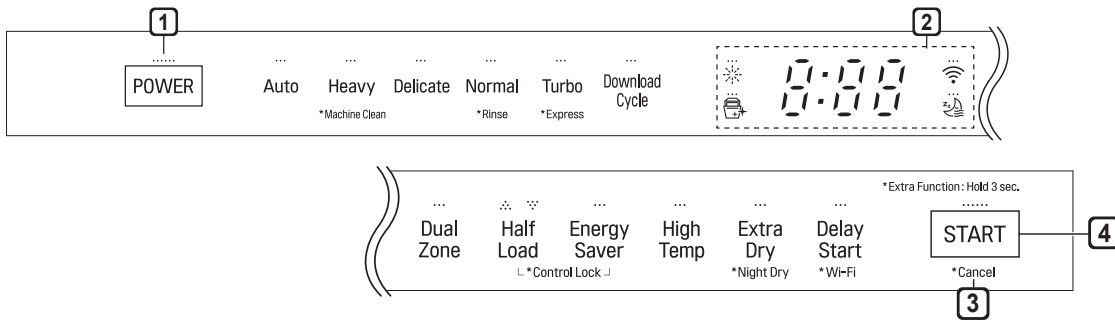 1
2
POWER
Auto
Heavy
*Machine Clean
Delicate
Normal
*Rinse
Turbo
*Express
Download
Cycle
8:88
*Extra Function: Hold 3 sec.
Dual
Zone
Half
Load
Energy
Saver
*Control Lock
High
Temp
Extra
Dry
*Night Dry
Delay
Start
*Wi-Fi
START
*Cancel
4
3